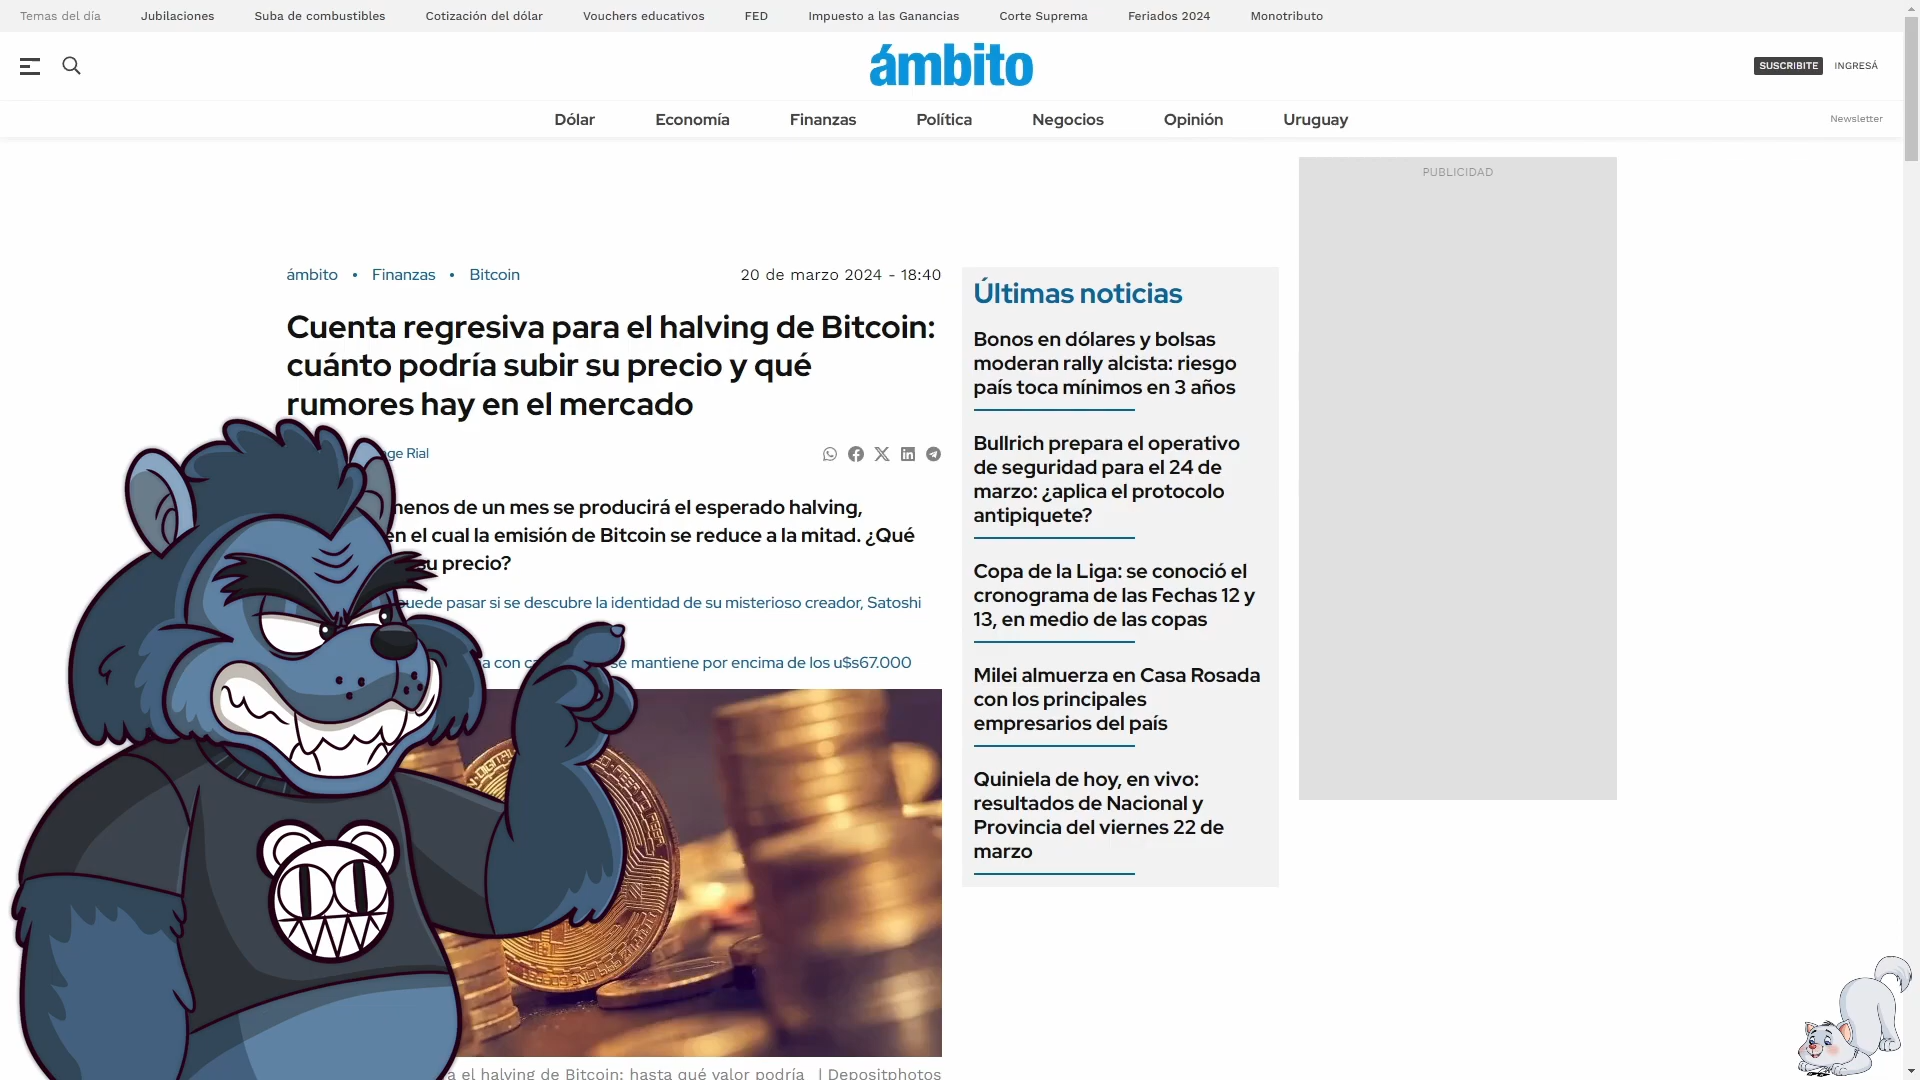 Temas del día
Jubilaciones
Suba de combustibles
Cotización del dólar
Vouchers educativos
FED
Impuesto a las Ganancias
Corte Suprema
Feriados 2024
Monotributo
ámbito
SUSCRIBITE
INGRESÁ
Dólar
Economía
Finanzas
Política
Negocios
Opinión
Uruguay
Newsletter
ámbito • Finanzas • Bitcoin
20 de marzo 2024 - 18:40
Cuenta regresiva para el halving de Bitcoin:
cuánto podría subir su precio y qué
rumores hay en el mercado
Rial
menos de un mes se producirá el esperado halving,
en el cual la emisión de Bitcoin se reduce a la mitad. ¿Qué
su precio?
puede pasar si se descubre la identidad de su misterioso creador, Satoshi
con
se mantiene por encima de los u$s67.000
a el halving de Bitcoin: hasta qué valor podría | Depositphotos
Últimas noticias
Bonos en dólares y bolsas
moderan rally alcista: riesgo
país toca mínimos en 3 años
Bullrich prepara el operativo
de seguridad para el 24 de
marzo: ¿aplica el protocolo
antipiquete?
Copa de la Liga: se conoció el
cronograma de las Fechas 12 y
13, en medio de las copas
Milei almuerza en Casa Rosada
con los principales
empresarios del país
Quiniela de hoy, en vivo:
resultados de Nacional y
Provincia del viernes 22 de
marzo
PUBLICIDAD